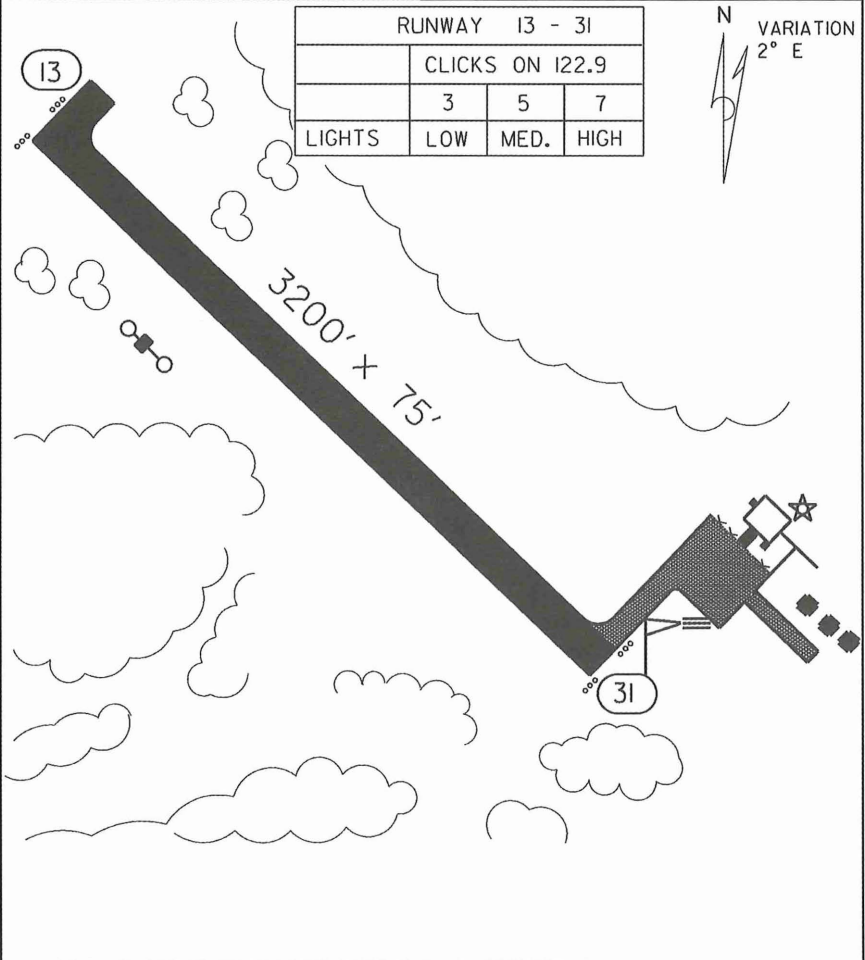 RUNWAY 13 - 31
CLICKS ON 122.9
3 5 7
LIGHTS LOW MED. HIGH
N
VARIATION
2° E
13
3200' X 75'
31